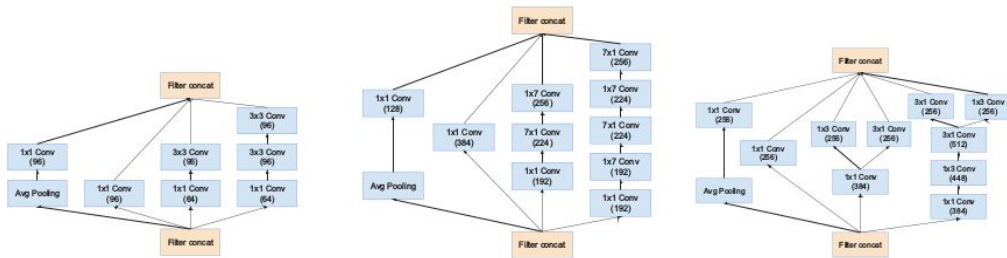 Filter concat
3x3 Conv
(96)
1x1 Conv
(96)
3x3 Conv
(96)
3x3 Conv
(96)
Avg Pooling
1x1 Conv
(96)
1x1 Conv
(64)
1x1 Conv
(64)
Filter concat
Filter concat
7x1 Conv
(256)
1x1 Conv
(128)
1x7 Conv
(256)
1x7 Conv
(224)
1x1 Conv
(384)
7x1 Conv
(224)
7x1 Conv
(224)
Avg Pooling
1x1 Conv
(192)
1x7 Conv
(192)
1x1 Conv
(192)
Filter concat
Filter concat
1x1 Conv
(256)
3x1 Conv
(256)
1x3 Conv
(256)
1x3 Conv
(256)
3x1 Conv
(256)
3x1 Conv
(512)
1x1 Conv
(256)
1x3 Conv
(448)
Avg Pooling
1x1 Conv
(384)
1x1 Conv
(384)
Filter concat